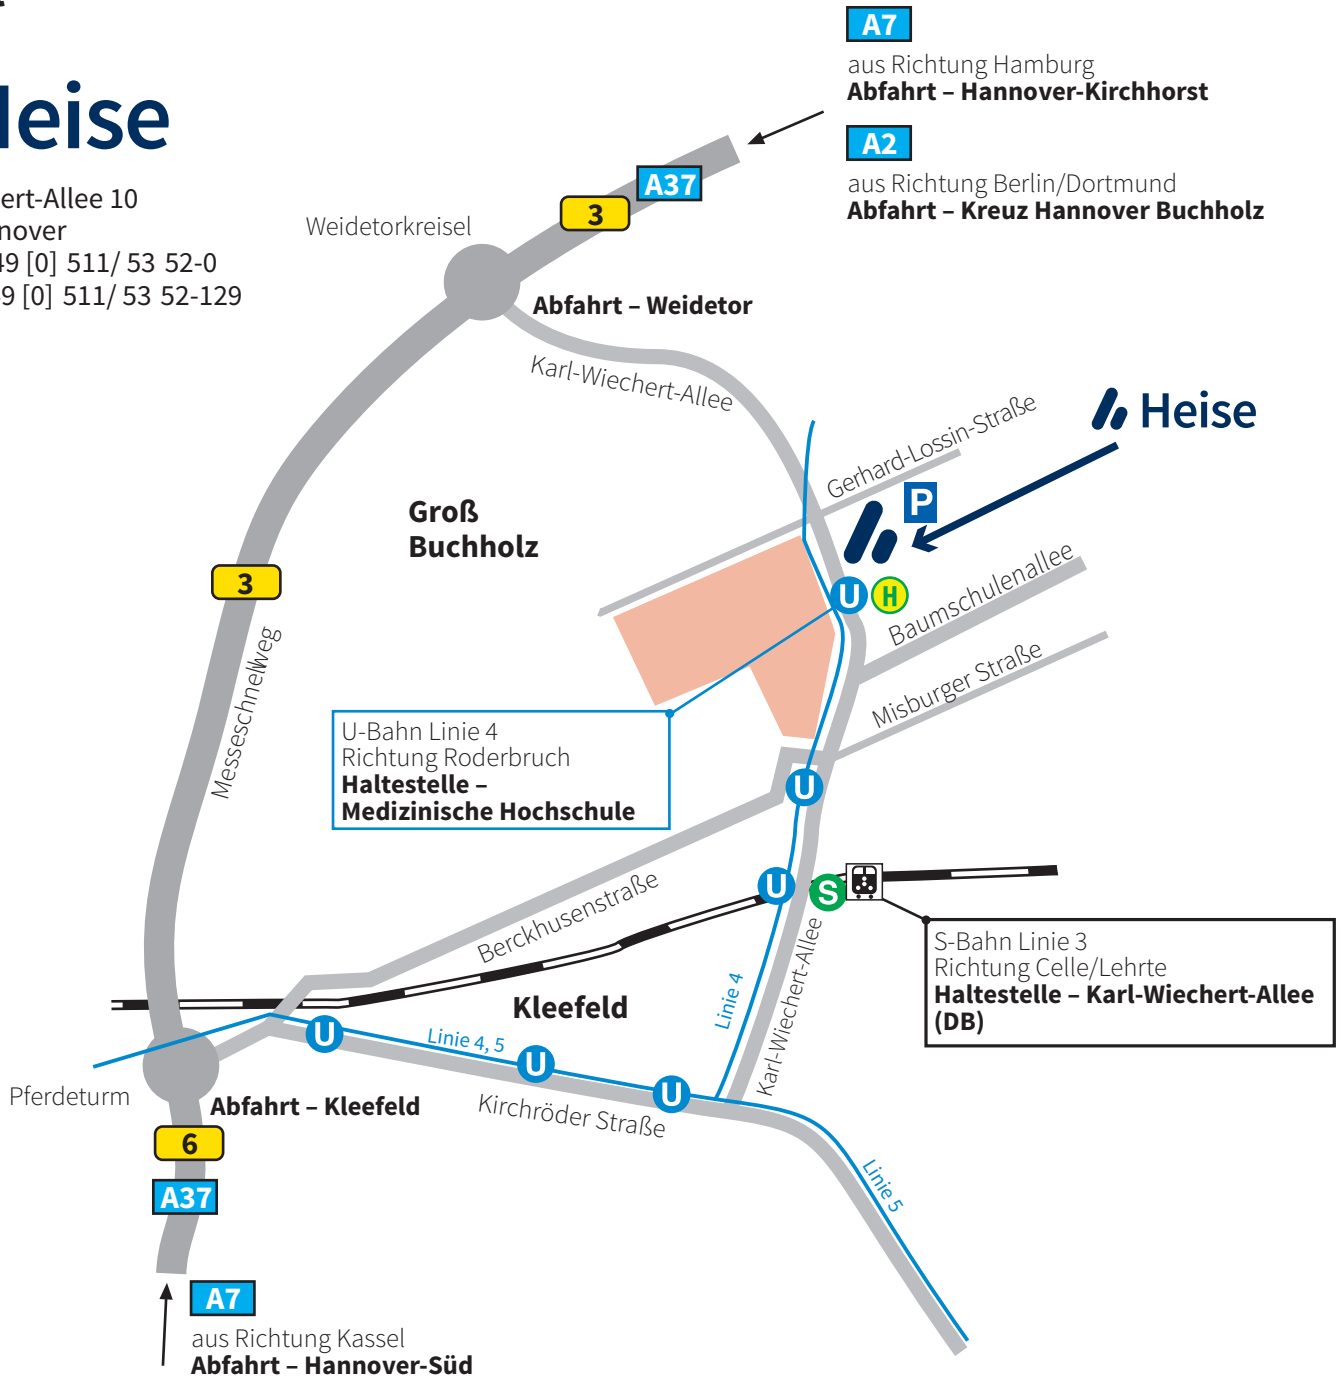 Heise
ert-Allee 10
nover
49 [0] 511/ 53 52-0
9 [0] 511/ 53 52-129
A7
aus Richtung Hamburg
Abfahrt – Hannover-Kirchhorst
A2
aus Richtung Berlin/Dortmund
Abfahrt – Kreuz Hannover Buchholz
A37
3
Weidetorkreisel
Abfahrt – Weidetor
Karl-Wiechert-Allee
Heise
Gerhard-Lossin-Straße
P
Groß
Buchholz
3
U
H
Baumschulenallee
Misburger Straße
Messeschnellweg
U-Bahn Linie 4
Richtung Roderbruch
Haltestelle –
Medizinische Hochschule
U
U
S
Berckhusenstraße
S-Bahn Linie 3
Richtung Celle/Lehrte
Haltestelle – Karl-Wiechert-Allee
(DB)
Kleefeld
Linie 4
Karl-Wiechert-Allee
U
Linie 4, 5
U
U
Pferdeturm
Abfahrt – Kleefeld
Kirchröder Straße
6
A37
Linie 5
A7
aus Richtung Kassel
Abfahrt – Hannover-Süd